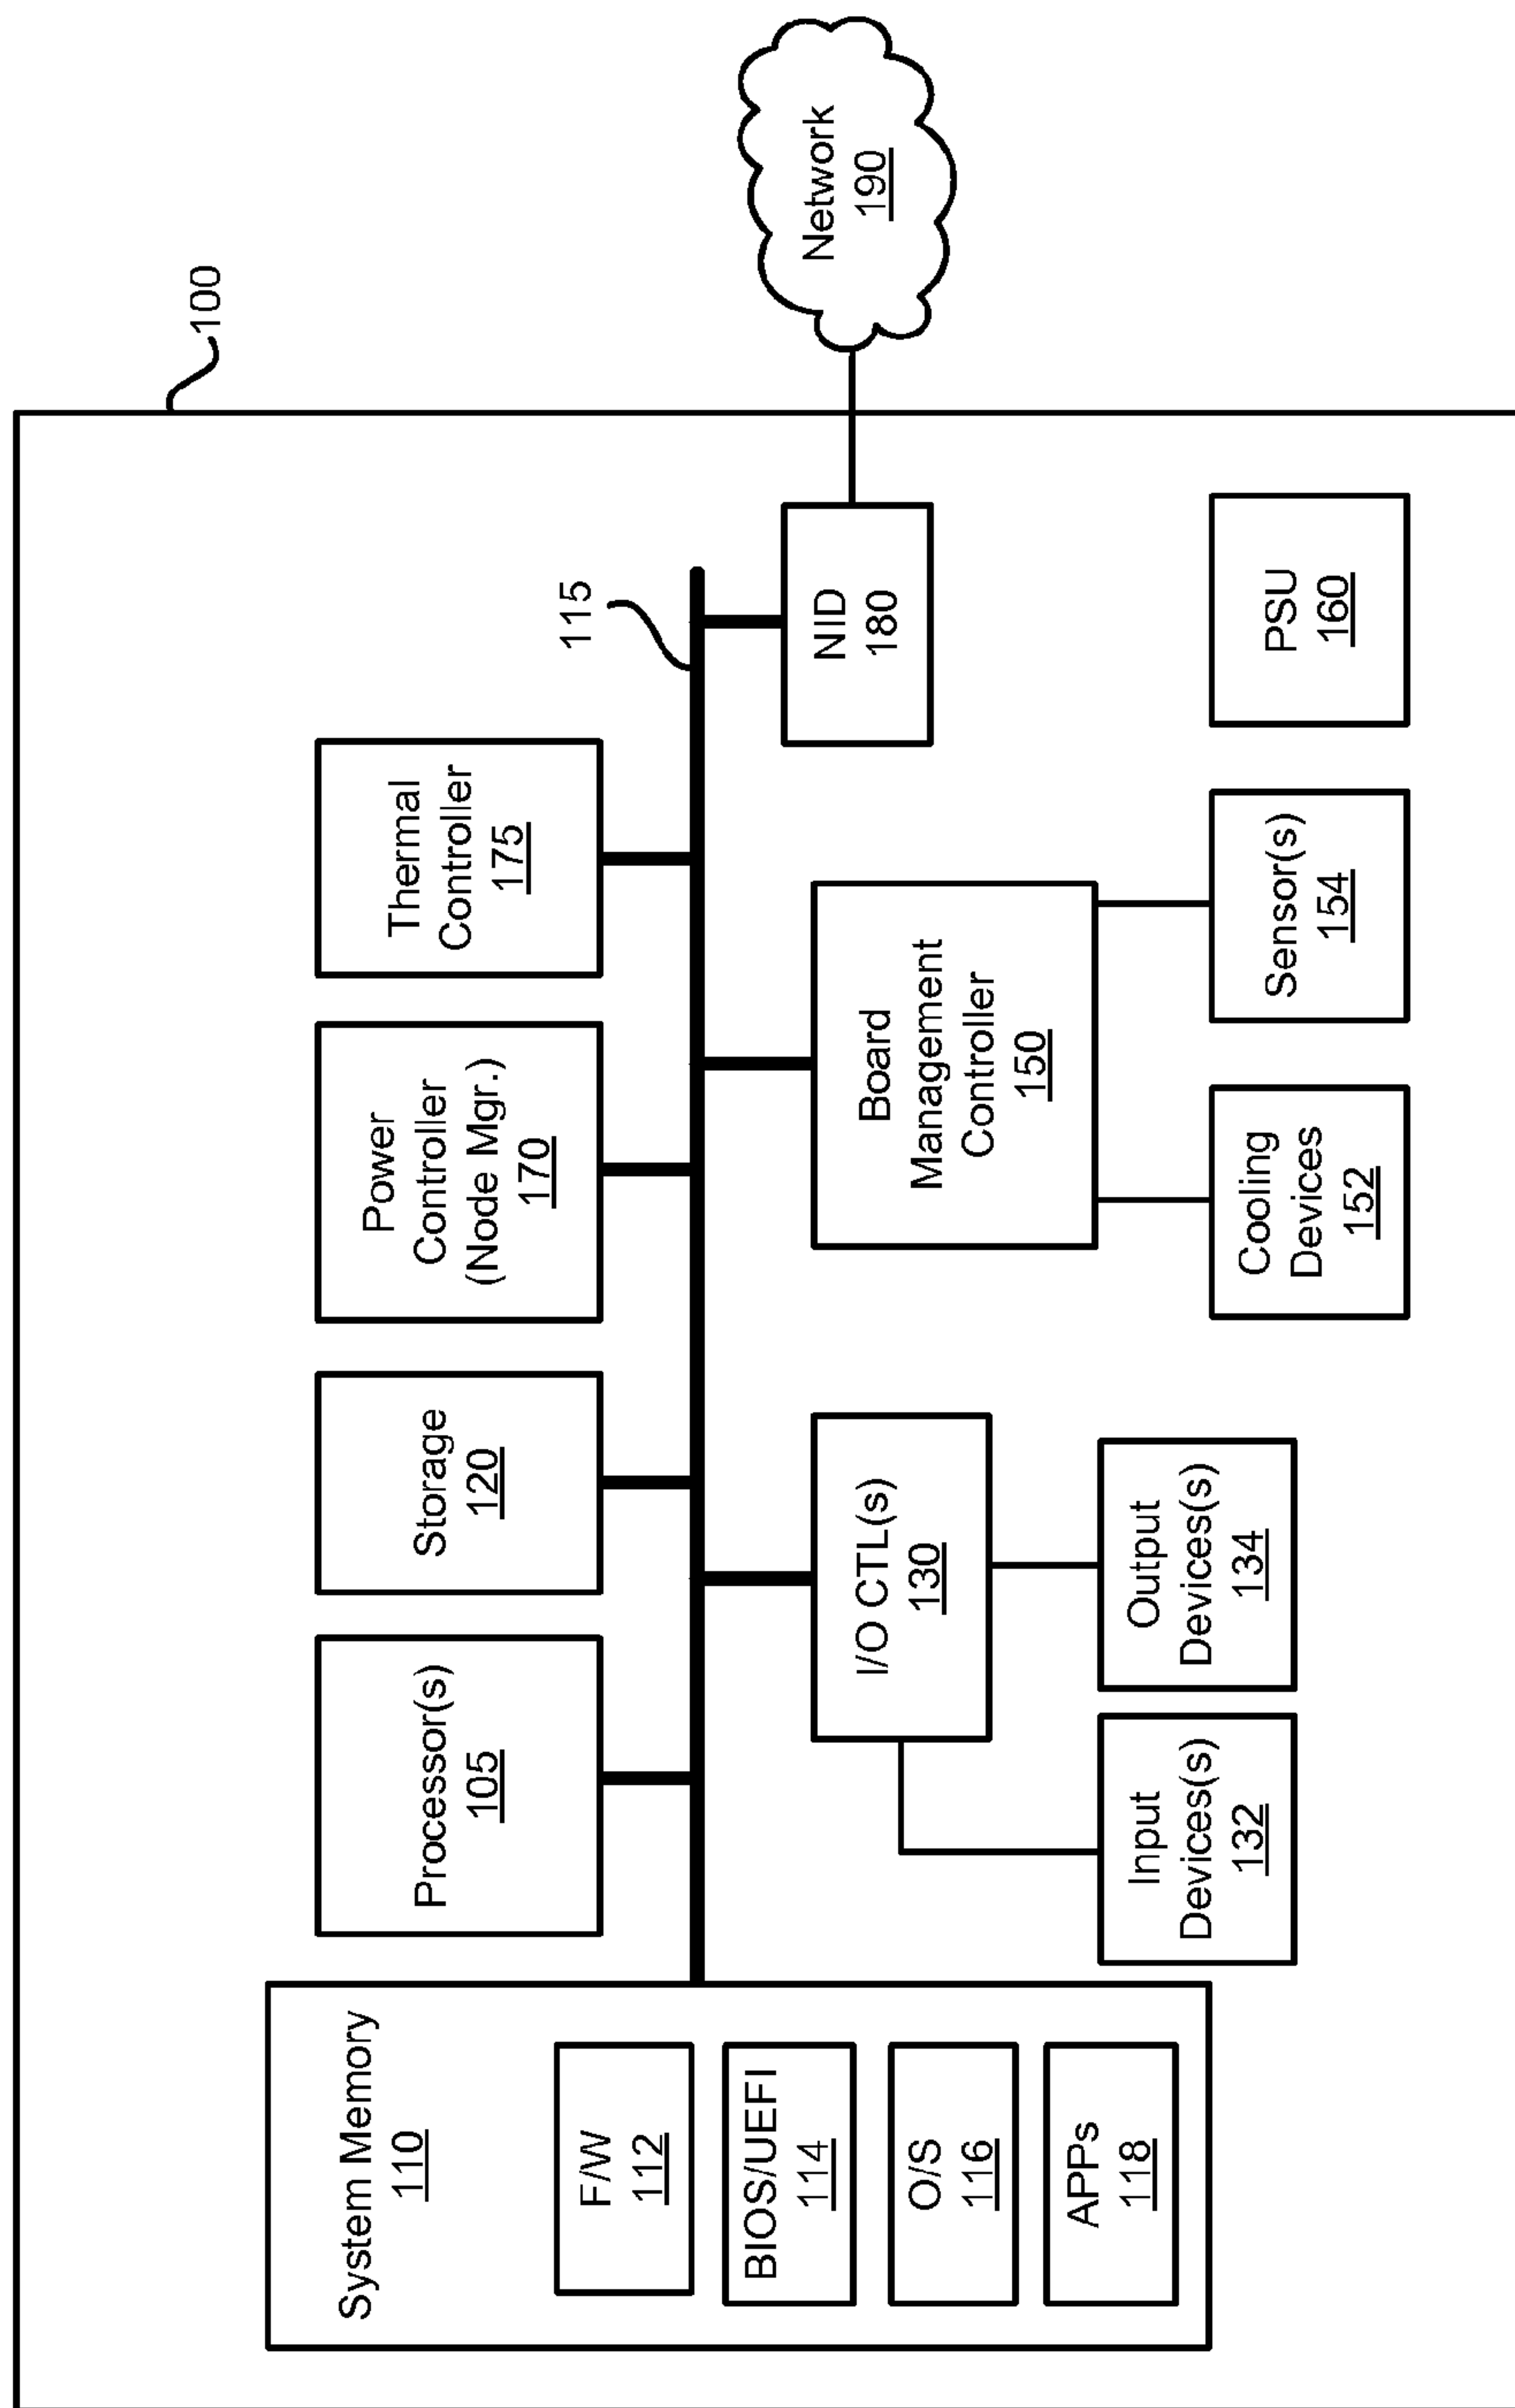 100
System Memory
110
F/W
112
BIOS/UEFI
114
O/S
116
APPs
118
Processor(s)
105
Storage
120
Power
Controller
(Node Mgr.)
170
Thermal
Controller
175
115
I/O CTL(s)
130
Input
Devices(s)
132
Output
Devices(s)
134
Board
Management
Controller
150
Cooling
Devices
152
Sensor(s)
154
NID
180
PSU
160
Network
190